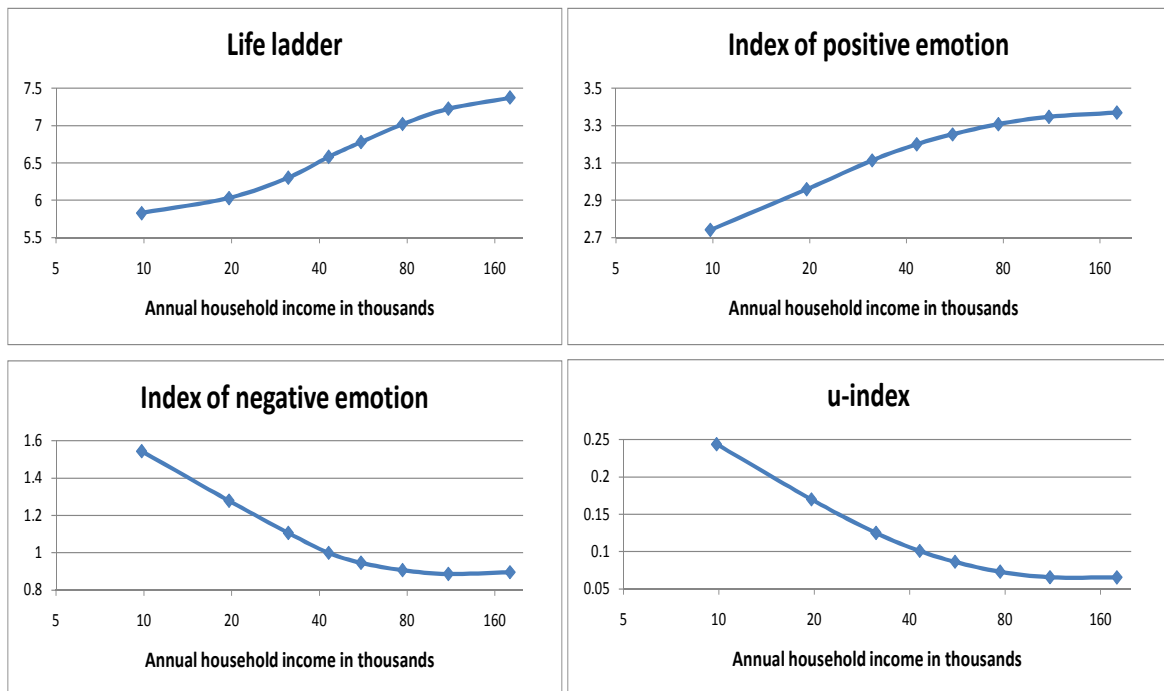 Life ladder
7.5
7
6.5
6
5.5
5 10 20 40 80 160
Annual household income in thousands
Index of positive emotion
3.5
3.3
3.1
2.9
2.7
5 10 20 40 80 160
Annual household income in thousands
Index of negative emotion
1.6
1.4
1.2
1
0.8
5 10 20 40 80 160
Annual household income in thousands
u-index
0.25
0.2
0.15
0.1
0.05
5 10 20 40 80 160
Annual household income in thousands